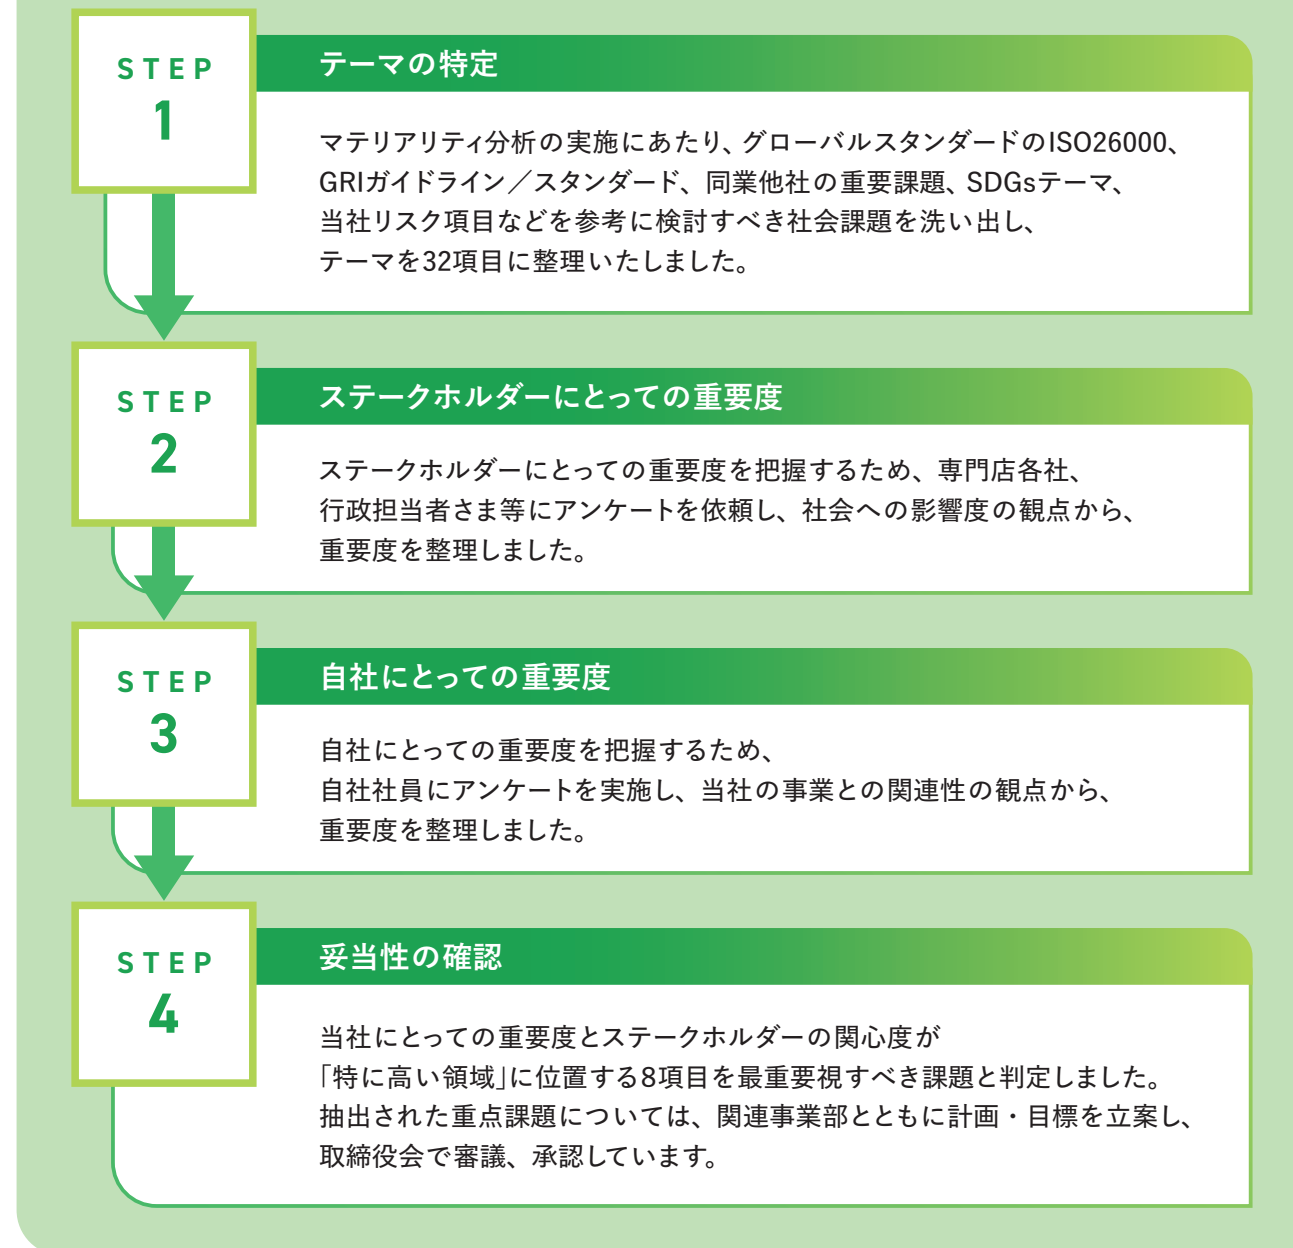 STEP
1
テーマの特定
マテリアリティ分析の実施にあたり、グローバルスタンダードのISO26000、
GRIガイドライン／スタンダード、同業他社の重要課題、SDGsテーマ、
当社リスク項目などを参考に検討すべき社会課題を洗い出し、
テーマを32項目に整理いたしました。
STEP
2
ステークホルダーにとっての重要度
ステークホルダーにとっての重要度を把握するため、専門店各社、
行政担当者さま等にアンケートを依頼し、社会への影響度の観点から、
重要度を整理しました。
STEP
3
自社にとっての重要度
自社にとっての重要度を把握するため、
自社社員にアンケートを実施し、当社の事業との関連性の観点から、
重要度を整理しました。
STEP
4
妥当性の確認
当社にとっての重要度とステークホルダーの関心度が
「特に高い領域」に位置する8項目を最重要視すべき課題と判定しました。
抽出された重点課題については、関連事業部とともに計画・目標を立案し、
取締役会で審議、承認しています。